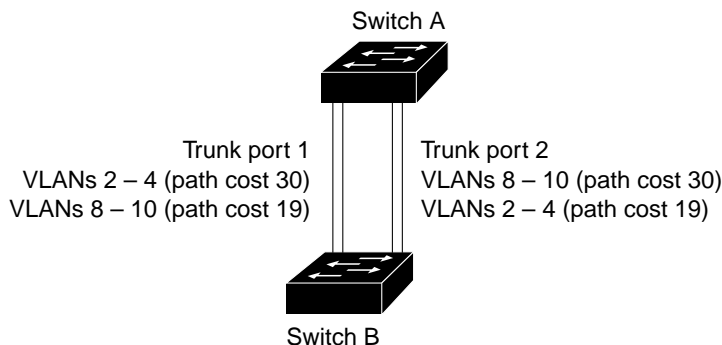 Switch A
Trunk port 1
VLANs 2 – 4 (path cost 30)
VLANs 8 – 10 (path cost 19)
Trunk port 2
VLANs 8 – 10 (path cost 30)
VLANs 2 – 4 (path cost 19)
Switch B